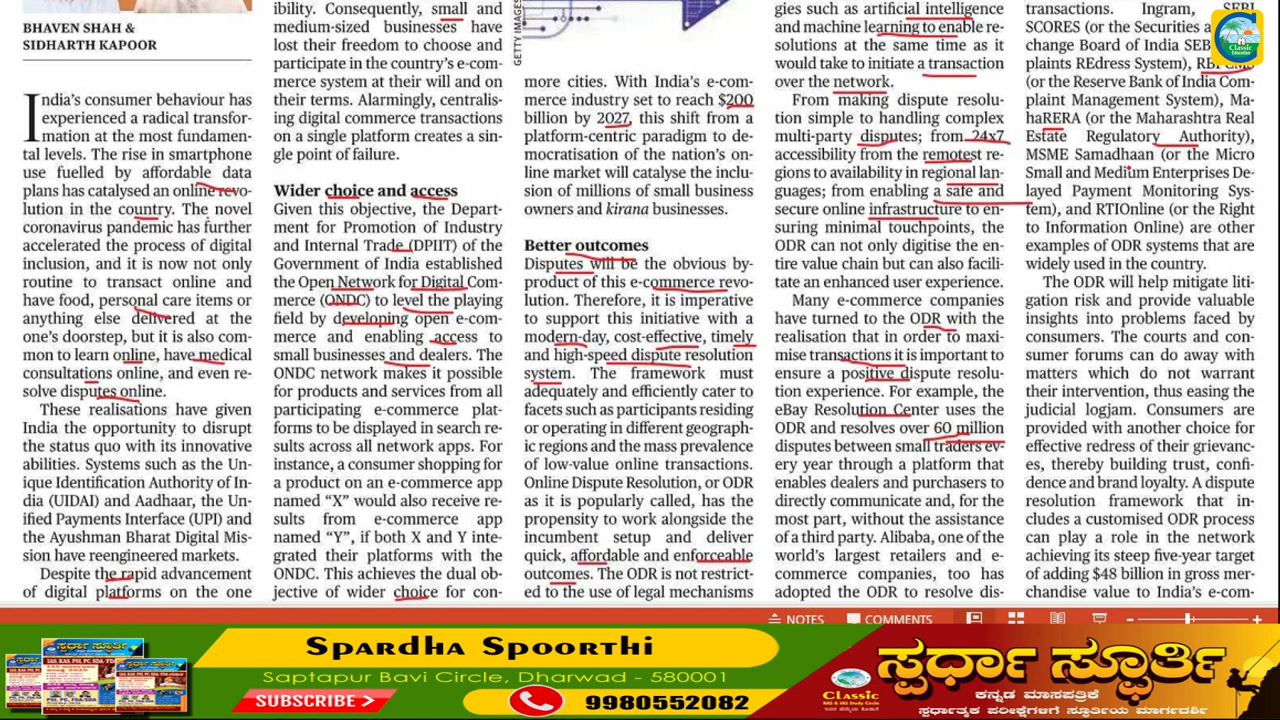 BHAVEN SHAH &
SIDHARTH KAPOOR
India's consumer behaviour has
experienced a radical transfor-
mation at the most fundamen-
tal levels. The rise in smartphone
use fuelled by affordable data
plans has catalysed an online revo-
lution in the country. The novel
coronavirus pandemic has further
accelerated the process of digital
inclusion, and it is now not only
routine to transact online and
have food, personal care items or
anything else delivered at the
one's doorstep, but it is also com-
mon to learn online, have medical
consultations online, and even re-
solve disputes online.
These realisations have given
India the opportunity to disrupt
the status quo with its innovative
abilities. Systems such as the Un-
ique Identification Authority of In-
dia (UIDAI) and Aadhaar, the Un-
ified Payments Interface (UPI) and
the Ayushman Bharat Digital Mis-
sion have reengineered markets.
Despite the rapid advancement
of digital platforms on the one
ibility. Consequently, small and
medium-sized businesses have
lost their freedom to choose and
participate in the country's e-com-
merce system at their will and on
their terms. Alarmingly, centralis-
ing digital commerce transactions
on a single platform creates a sin-
gle point of failure.
Wider choice and access
Given this objective, the Depart-
ment for Promotion of Industry
and Internal Trade (DPIIT) of the
Government of India established
the Open Network for Digital Com-
merce (ONDC) to level the playing
field by developing open e-com-
merce and enabling access to
small businesses and dealers. The
ONDC network makes it possible
for products and services from all
participating e-commerce plat-
forms to be displayed in search re-
sults across all network apps. For
instance, a consumer shopping for
a product on an e-commerce app
named "X" would also receive re-
sults from e-commerce app
named "Y", if both X and Y inte-
grated their platforms with the
ONDC. This achieves the dual ob-
jective of wider choice for con-
GETTY IMAGES
more cities. With India's e-com-
merce industry set to reach $200
billion by 2027, this shift from a
platform-centric paradigm to de-
mocratisation of the nation's on-
line market will catalyse the inclu-
sion of millions of small business
owners and kirana businesses.
Better outcomes
Disputes will be the obvious by-
product of this e-commerce revo-
lution. Therefore, it is imperative
to support this initiative with a
modern-day, cost-effective, timely
and high-speed dispute resolution
system. The framework must
adequately and efficiently cater to
facets such as participants residing
or operating in different geograph-
ic regions and the mass prevalence
of low-value online transactions.
Online Dispute Resolution, or ODR
as it is popularly called, has the
propensity to work alongside the
incumbent setup and deliver
quick, affordable and enforceable
outcomes. The ODR is not restrict-
ed to the use of legal mechanisms
gies such as artificial intelligence
and machine learning to enable re-
solutions at the same time as it
would take to initiate a transaction
over the network.
From making dispute resolu-
tion simple to handling complex
multi-party disputes; from 24x7
accessibility from the remotest re-
gions to availability in regional lan-
guages; from enabling a safe and
secure online infrastructure to en-
suring minimal touchpoints, the
ODR can not only digitise the en-
tire value chain but can also facili-
tate an enhanced user experience.
Many e-commerce companies
have turned to the ODR with the
realisation that in order to maxi-
mise transactions it is important to
ensure a positive dispute resolu-
tion experience. For example, the
eBay Resolution Center uses the
ODR and resolves over 60 million
disputes between small traders ev-
ery year through a platform that
enables dealers and purchasers to
directly communicate and, for the
most part, without the assistance
of a third party. Alibaba, one of the
world's largest retailers and e-
commerce companies, too has
adopted the ODR to resolve dis-
transactions. Ingram, SEBI
SCORES (or the Securities a
change Board of India SEB
plaints REdress System), RBI CMS
(or the Reserve Bank of India Com-
plaint Management System), Ma-
haRERA (or the Maharashtra Real
Estate Regulatory Authority),
MSME Samadhaan (or the Micro
Small and Medium Enterprises De-
layed Payment Monitoring Sys-
tem), and RTIOnline (or the Right
to Information Online) are other
examples of ODR systems that are
widely used in the country.
The ODR will help mitigate liti-
gation risk and provide valuable
insights into problems faced by
consumers. The courts and con-
sumer forums can do away with
matters which do not warrant
their intervention, thus easing the
judicial logjam. Consumers are
provided with another choice for
effective redress of their grievanc-
es, thereby building trust, confi-
dence and brand loyalty. A dispute
resolution framework that in-
cludes a customised ODR process
can play a role in the network
achieving its steep five-year target
of adding $48 billion in gross mer-
chandise value to India's e-com-
Classic
Education
NOTES
COMMENTS
Spardha Spoorthi
Saptapur Bavi Circle, Dharwad - 580001
SUBSCRIBE
9980552082
Classic
ಸ್ಪರ್ಧಾ ಸ್ಫೂರ್ತಿ
ಕನ್ನಡ ಮಾಸಪತ್ರಿಕೆ
ಸ್ಪರ್ಧಾತ್ಮಕ ಪರೀಕ್ಷೆಗಳಿಗೆ ಸ್ಫೂರ್ತಿಯ ಮಾರ್ಗದರ್ಶಿ